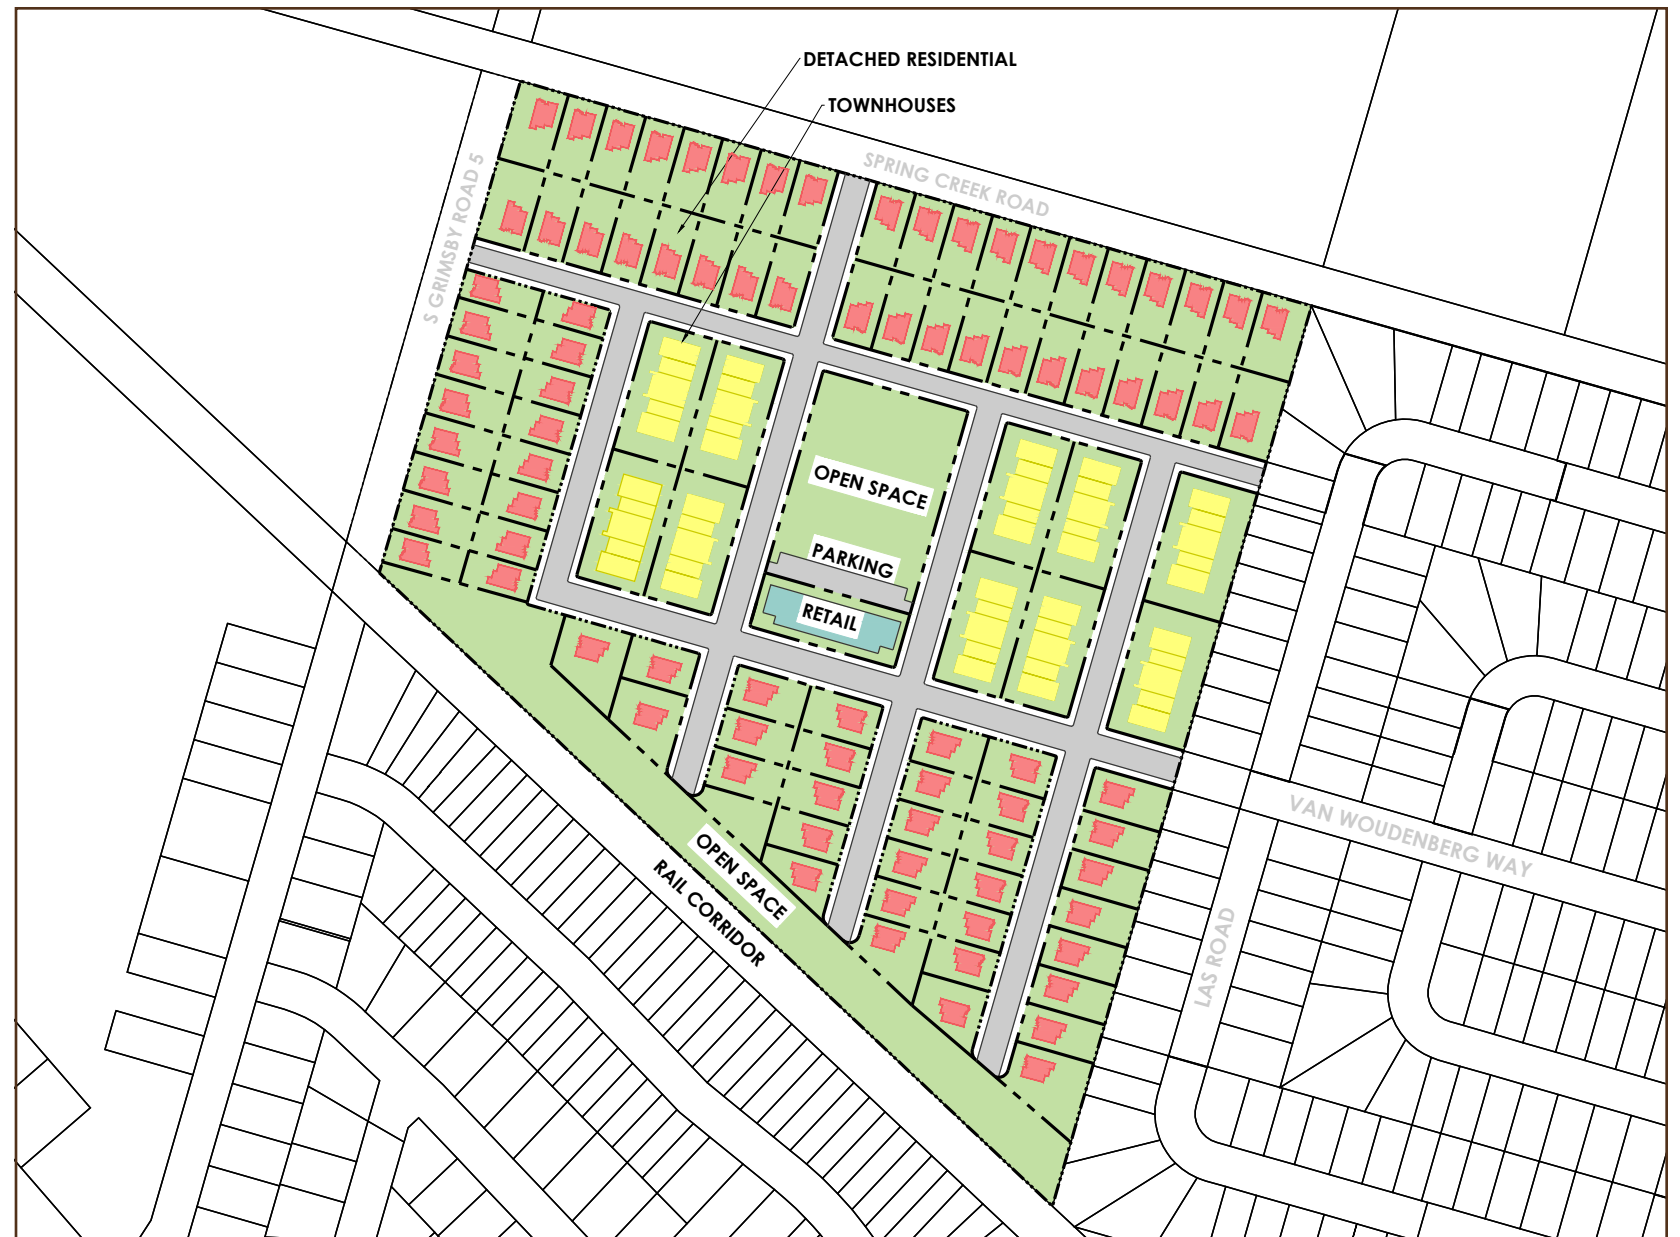 DETACHED RESIDENTIAL
TOWNHOUSES
SPRING CREEK ROAD
S GRIMSBY ROAD 5
OPEN SPACE
PARKING
RETAIL
VAN WOUDENBERG WAY
OPEN SPACE
RAIL CORRIDOR
LAS ROAD